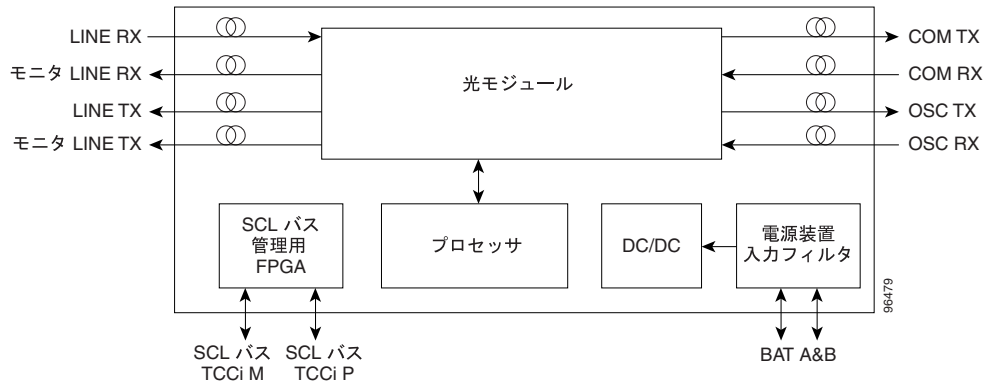 LINE RX
モニタ LINE RX
LINE TX
モニタ LINE TX
光モジュール
COM TX
COM RX
OSC TX
OSC RX
SCL バス
管理用
FPGA
プロセッサ
DC/DC
電源装置
入力フィルタ
96479
SCL バス
TCCi M
SCL バス
TCCi P
BAT A&B